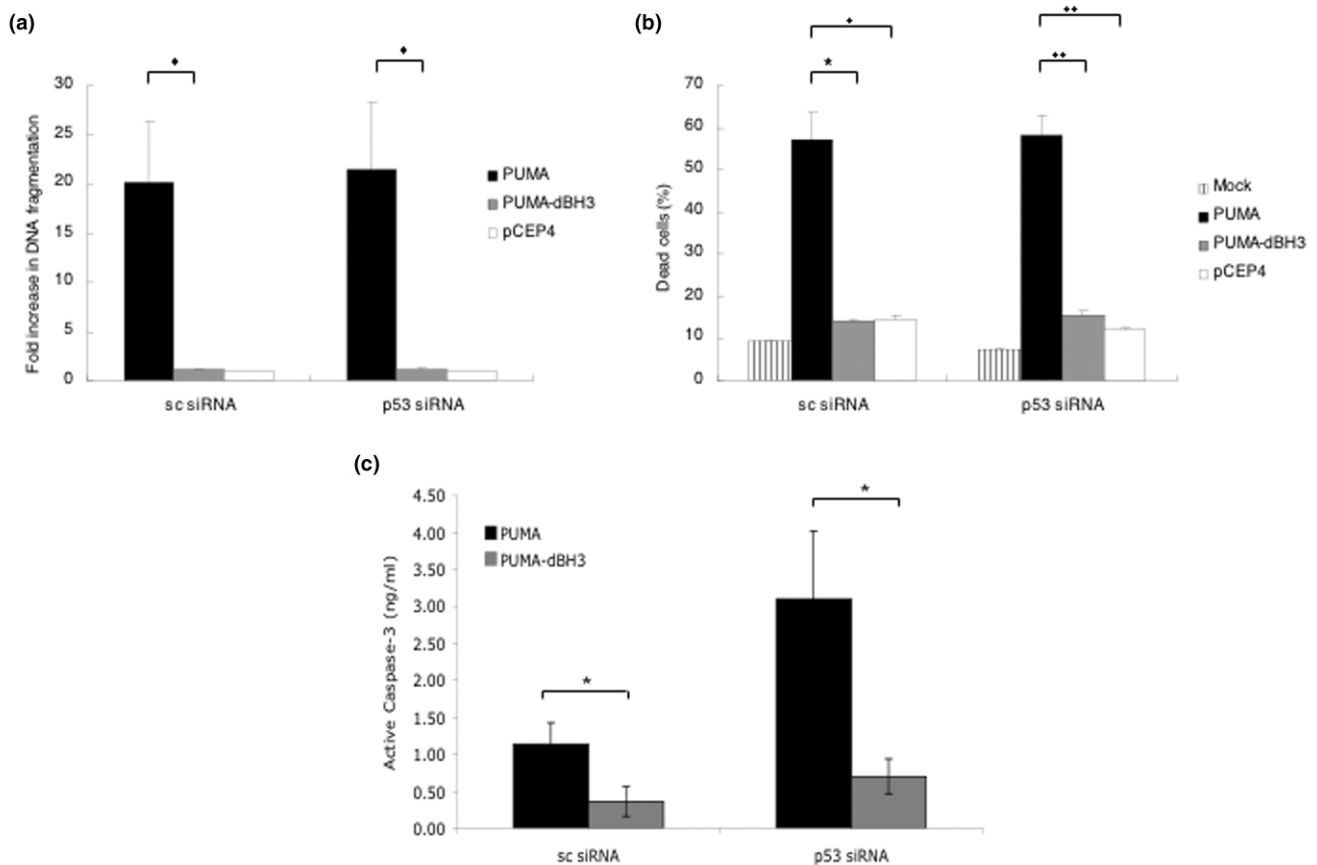 (a)
Fold increase in DNA fragmentation
30
25
20
15
10
5
0
sc siRNA
p53 siRNA
PUMA
PUMA-dBH3
pCEP4
(b)
Dead cells (%)
70
60
50
40
30
20
10
0
* *
** **
sc siRNA
p53 siRNA
Mock
PUMA
PUMA-dBH3
pCEP4
(c)
Active Caspase-3 (ng/ml)
4.50
4.00
3.50
3.00
2.50
2.00
1.50
1.00
0.50
0.00
PUMA
PUMA-dBH3
*
*
sc siRNA
p53 siRNA